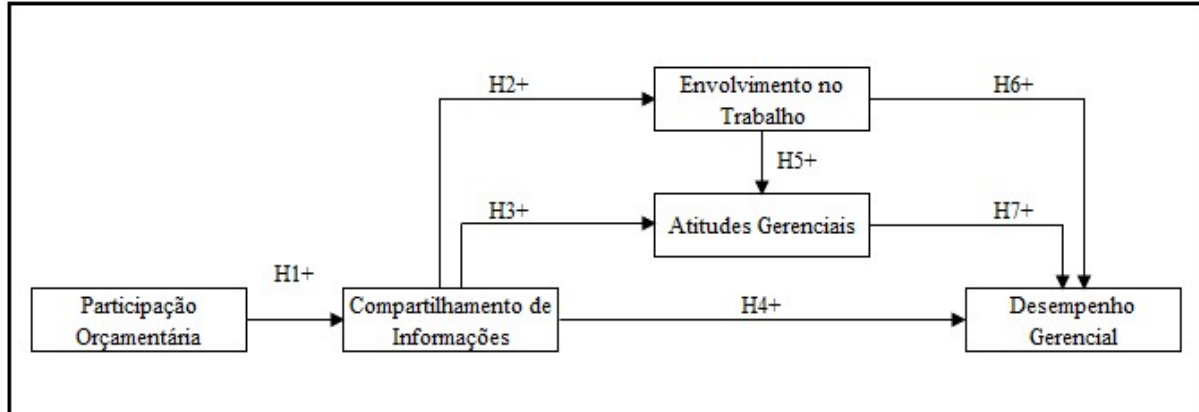 H2+
Envolvimento no
Trabalho
H6+
H5+
H3+
Atitudes Gerenciais
H7+
H1+
Participação
Orçamentária
Compartilhamento de
Informações
H4+
Desempenho
Gerencial